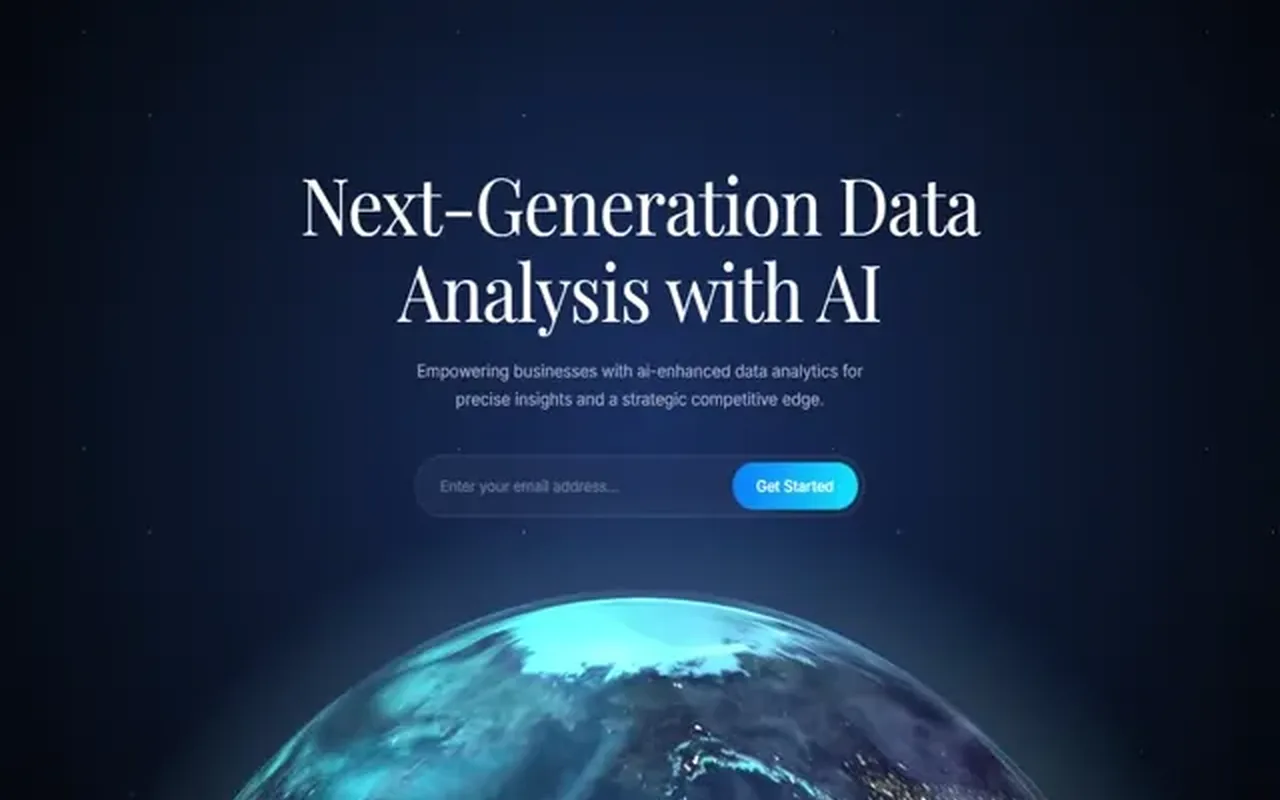 Next-Generation Data
Analysis with AI
Empowering businesses with ai-enhanced data analytics for
precise insights and a strategic competitive edge.
Enter your email address...
Get Started